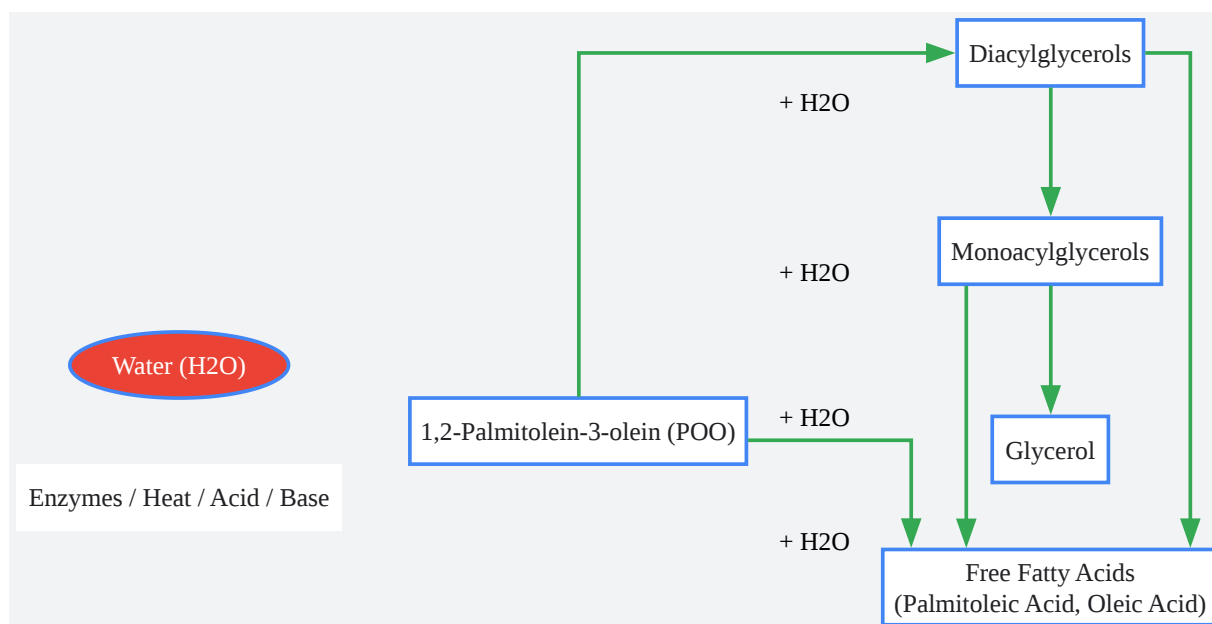 Diacylglycerols
+ H2O
Monoacylglycerols
+ H2O
Water (H2O)
1,2-Palmitolein-3-olein (POO)
+ H2O
Glycerol
Enzymes / Heat / Acid / Base
+ H2O
Free Fatty Acids
(Palmitoleic Acid, Oleic Acid)